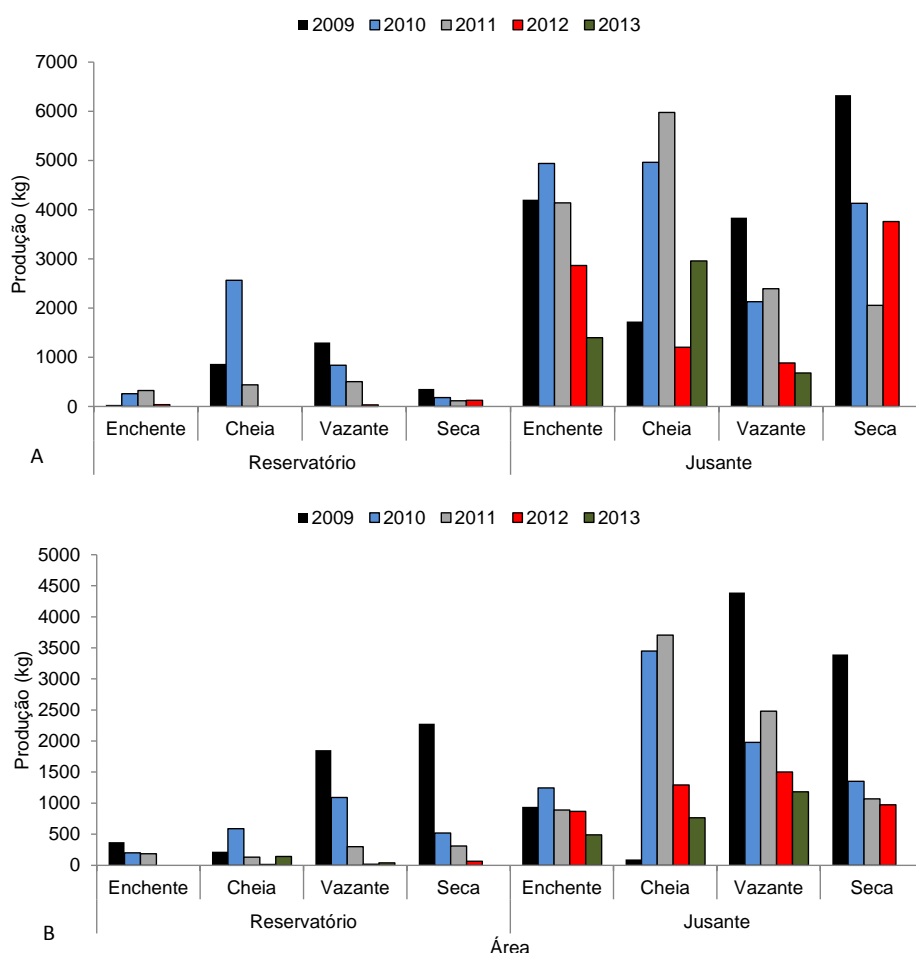 2009 2010 2011 2012 2013
7000
6000
5000
4000
3000
2000
1000
0
Produção (kg)
Enchente Cheia Vazante Seca Enchente Cheia Vazante Seca
A Reservatório Jusante
2009 2010 2011 2012 2013
5000
4500
4000
3500
3000
2500
2000
1500
1000
500
0
Produção (kg)
Enchente Cheia Vazante Seca Enchente Cheia Vazante Seca
Reservatório Jusante
B
Área